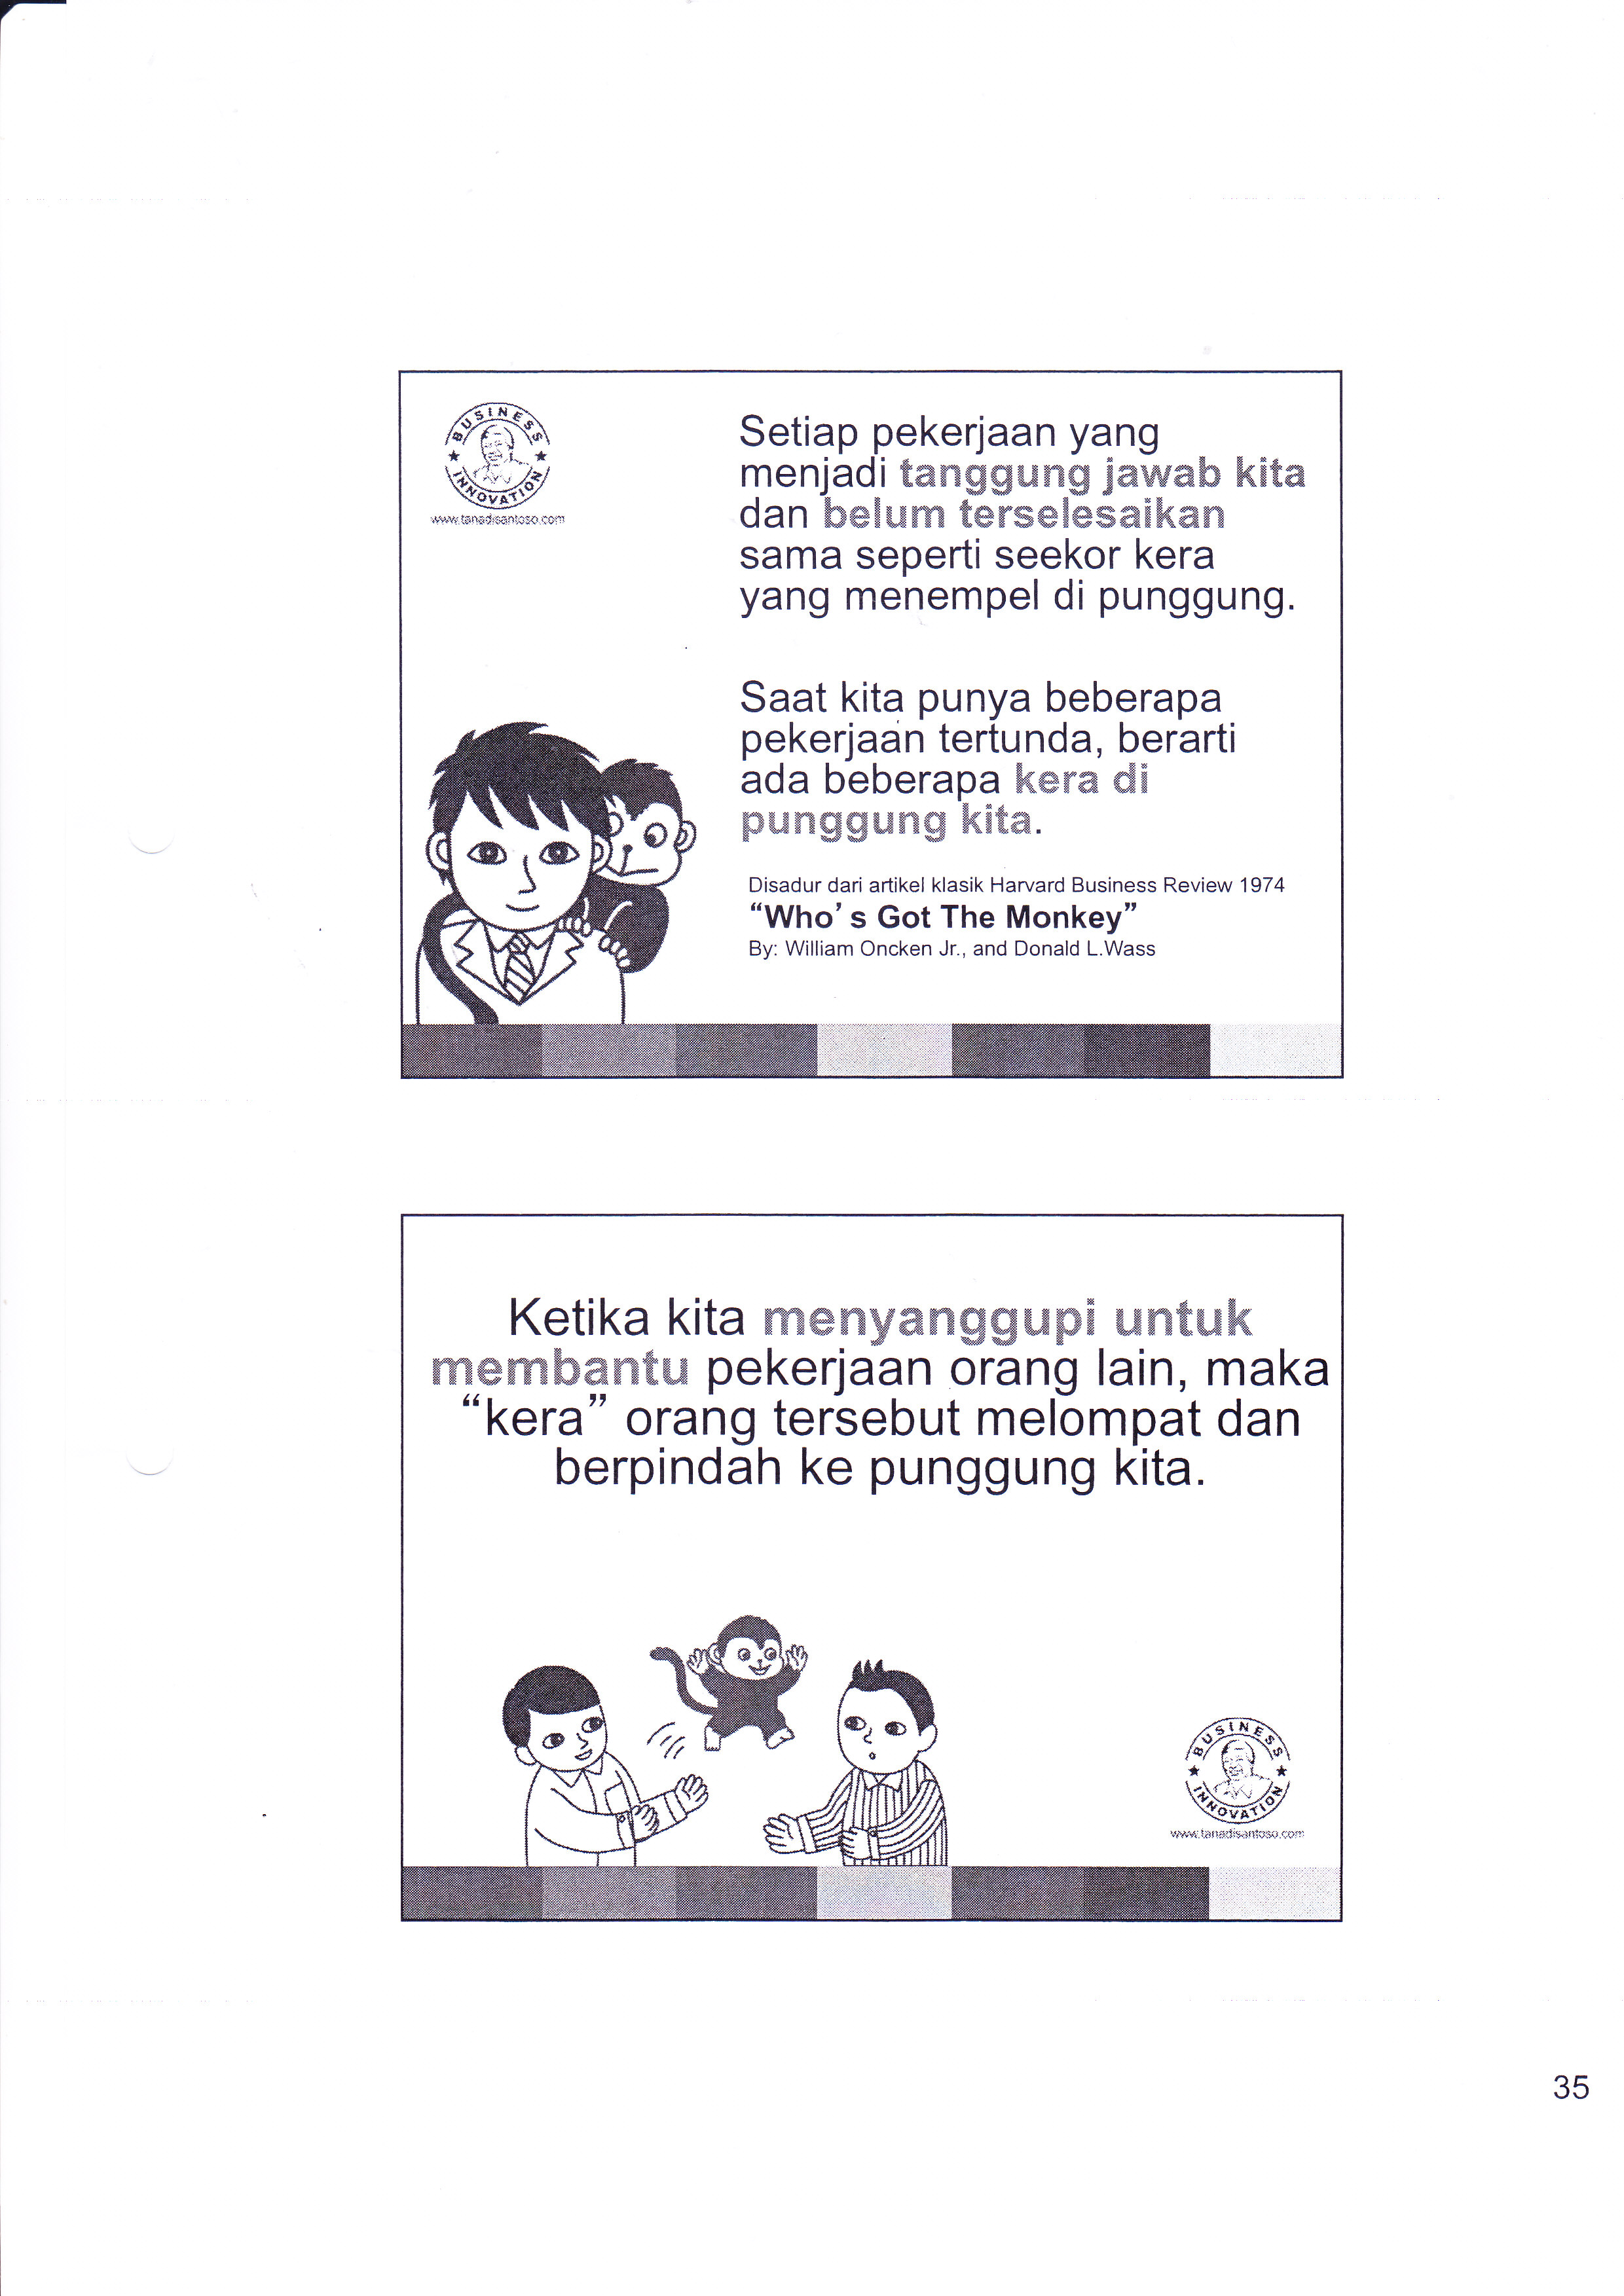 BUSINESS
INNOVATION
www.tanadisantoso.com
Setiap pekerjaan yang
menjadi tanggung jawab kita
dan belum terselesaikan
sama seperti seekor kera
yang menempel di punggung.
Saat kita punya beberapa
pekerjaan tertunda, berarti
ada beberapa kera di
punggung kita.
Disadur dari artikel klasik Harvard Business Review 1974
“Who’ s Got The Monkey”
By: William Oncken Jr., and Donald L.Wass
Ketika kita menyanggupi untuk
membantu pekerjaan orang lain, maka
“kera” orang tersebut melompat dan
berpindah ke punggung kita.
BUSINESS
INNOVATION
www.tanadisantoso.com
35